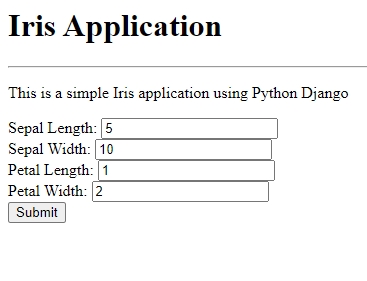 Iris Application
This is a simple Iris application using Python Django
Sepal Length: 5
Sepal Width: 10
Petal Length: 1
Petal Width: 2
Submit